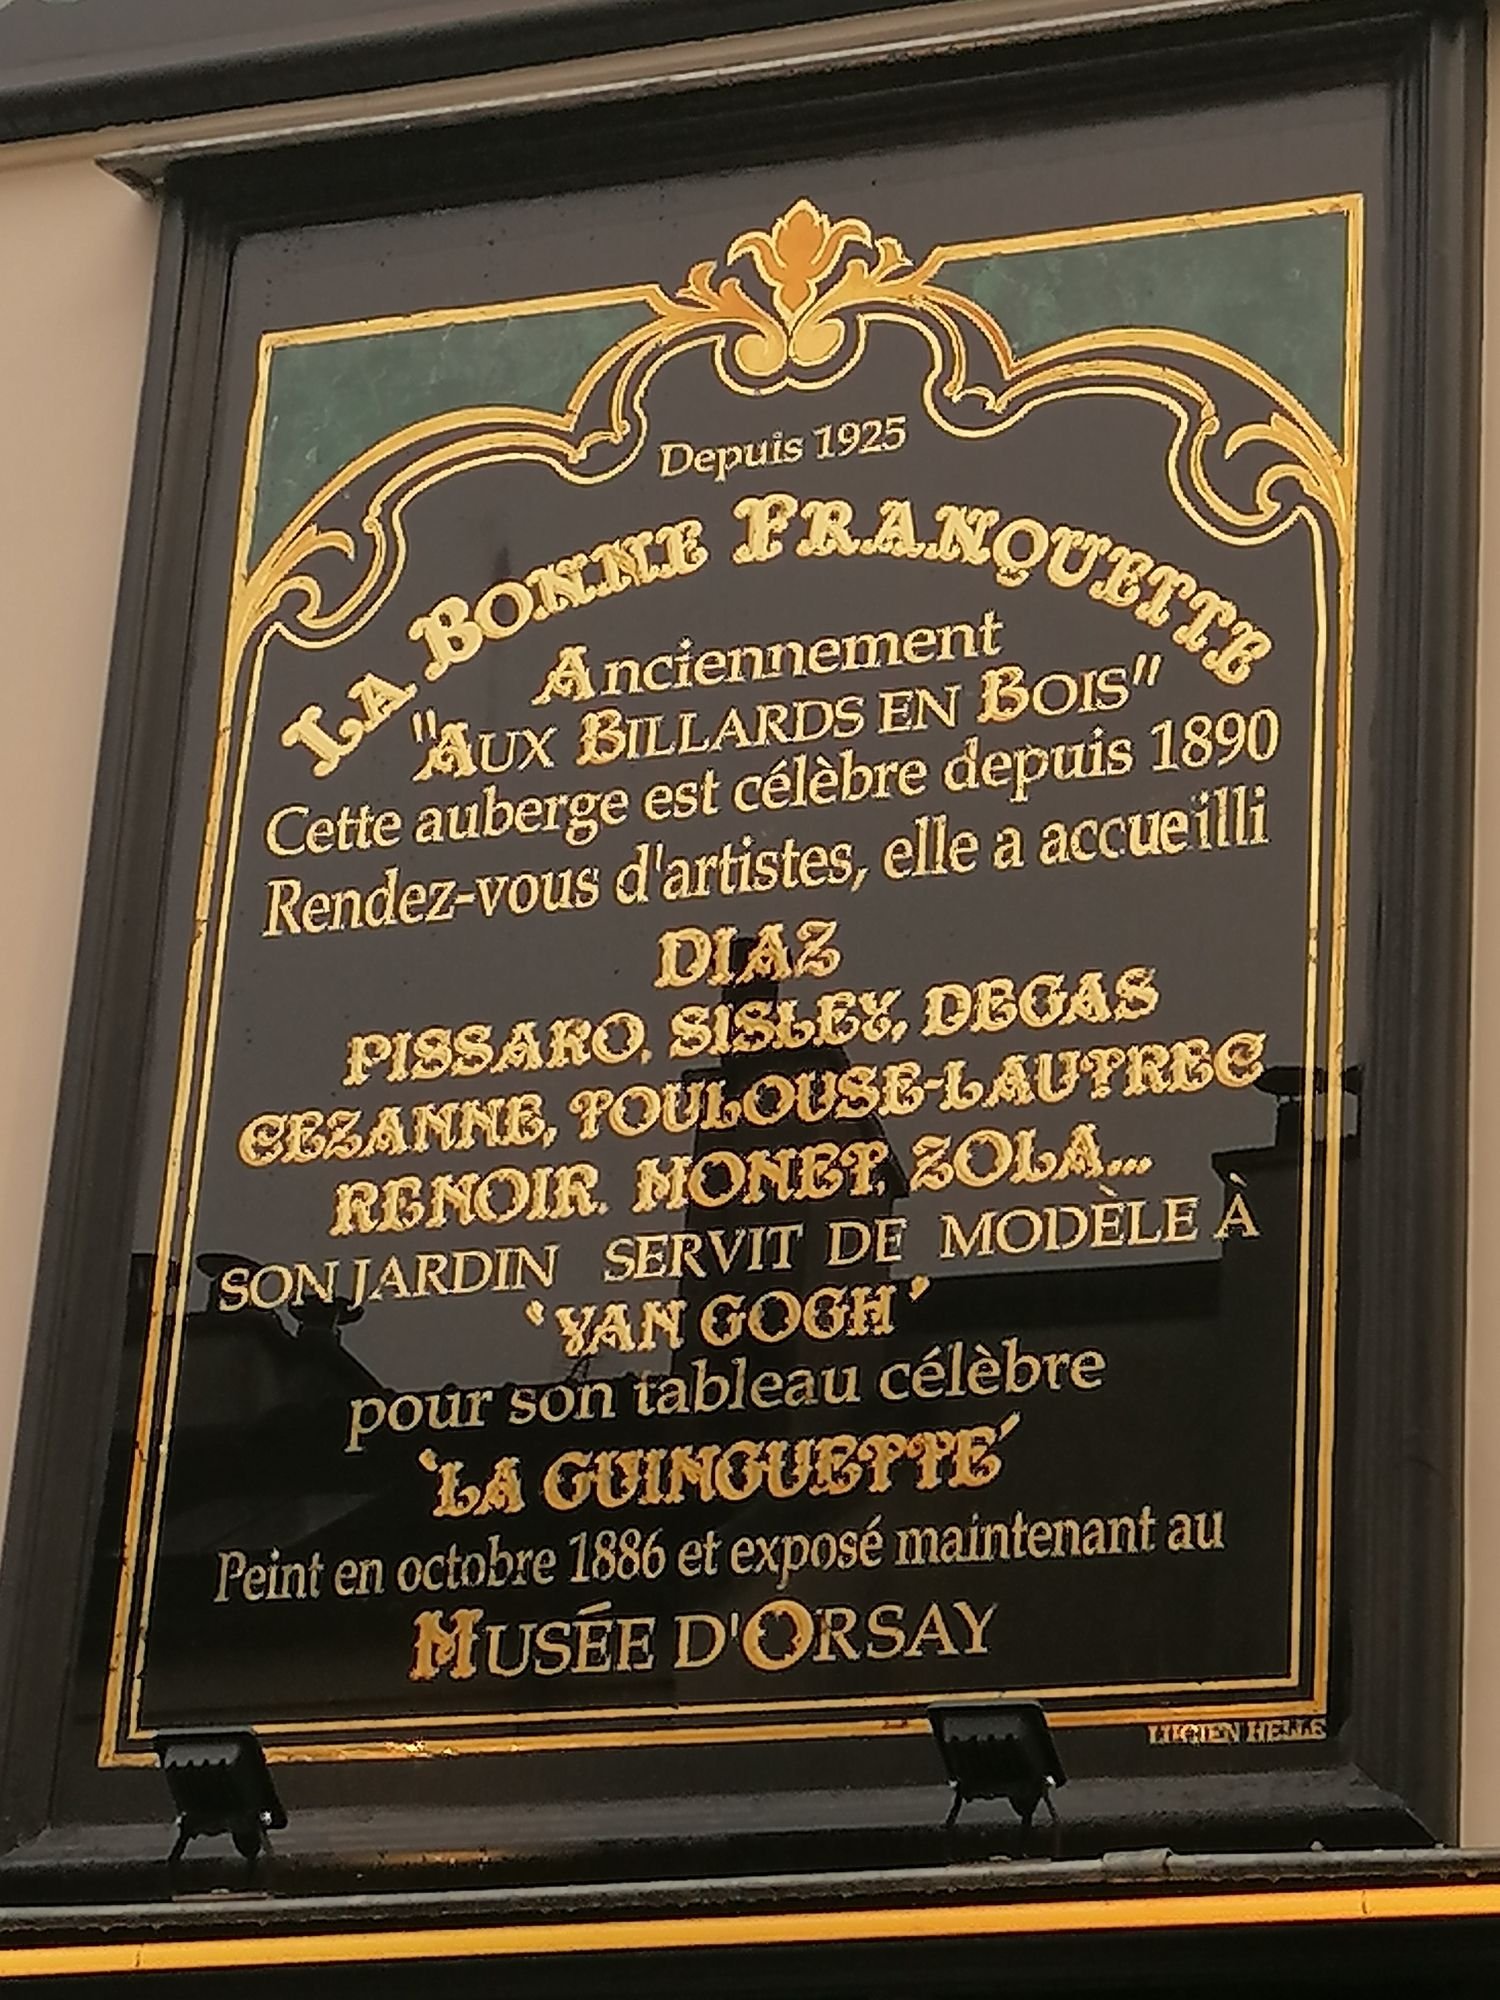 Depuis 1925
LA BONNE FRANQUETTE
Anciennement
"AUX BILLARDS EN BOIS"
Cette auberge est célèbre depuis 1890
Rendez-vous d'artistes, elle a accueilli
DIAZ
PISSARO, SISLEY, DEGAS
CEZANNE, TOULOUSE-LAUTREC
RENOIR, MONET, ZOLA...
SON JARDIN SERVIT DE MODÈLE À
'VAN GOGH'
pour son tableau célèbre
'LA GUINGUETTE'
Peint en octobre 1886 et exposé maintenant au
MUSÉE D'ORSAY
LUCIEN HELLE